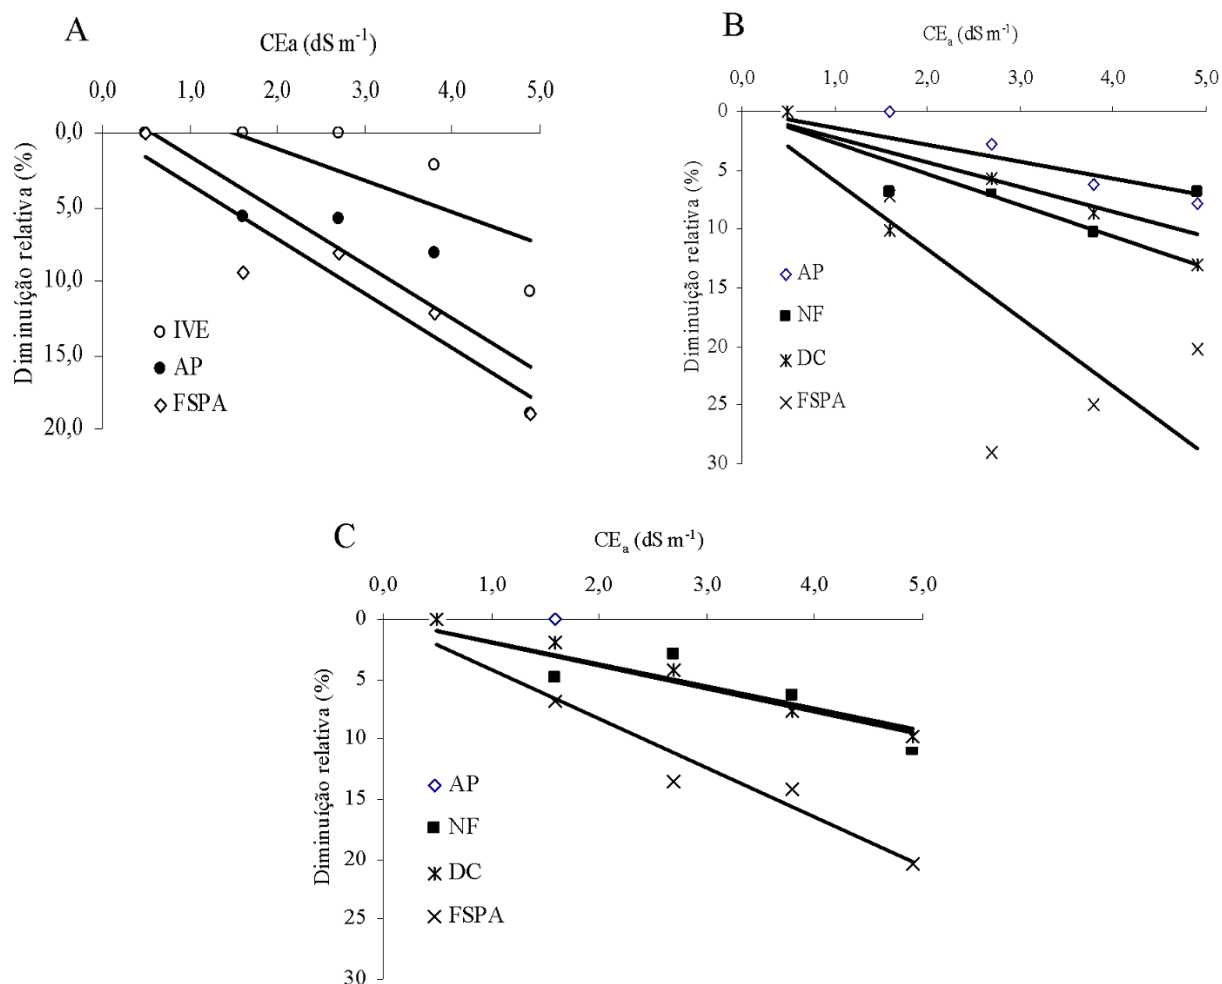 A
CEa (dS m-1)
0,0 1,0 2,0 3,0 4,0 5,0
0,0
5,0
10,0
15,0
20,0
Diminuíção relativa (%)
IVE
AP
FSPA
B
CEa (dS m-1)
0,0 1,0 2,0 3,0 4,0 5,0
0
5
10
15
20
25
30
Diminuíção relativa (%)
AP
NF
DC
FSPA
C
CEa (dS m-1)
0,0 1,0 2,0 3,0 4,0 5,0
0
5
10
15
20
25
30
Diminuíção relativa (%)
AP
NF
DC
FSPA